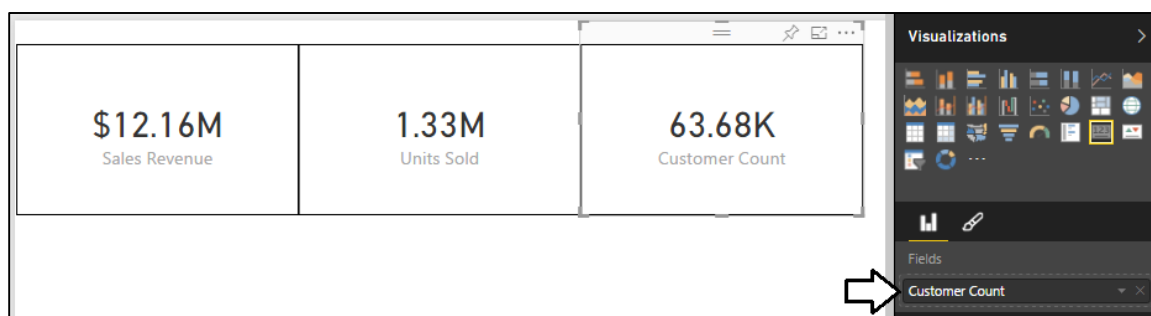 $12.16M
Sales Revenue
1.33M
Units Sold
63.68K
Customer Count
Visualizations
Fields
Customer Count